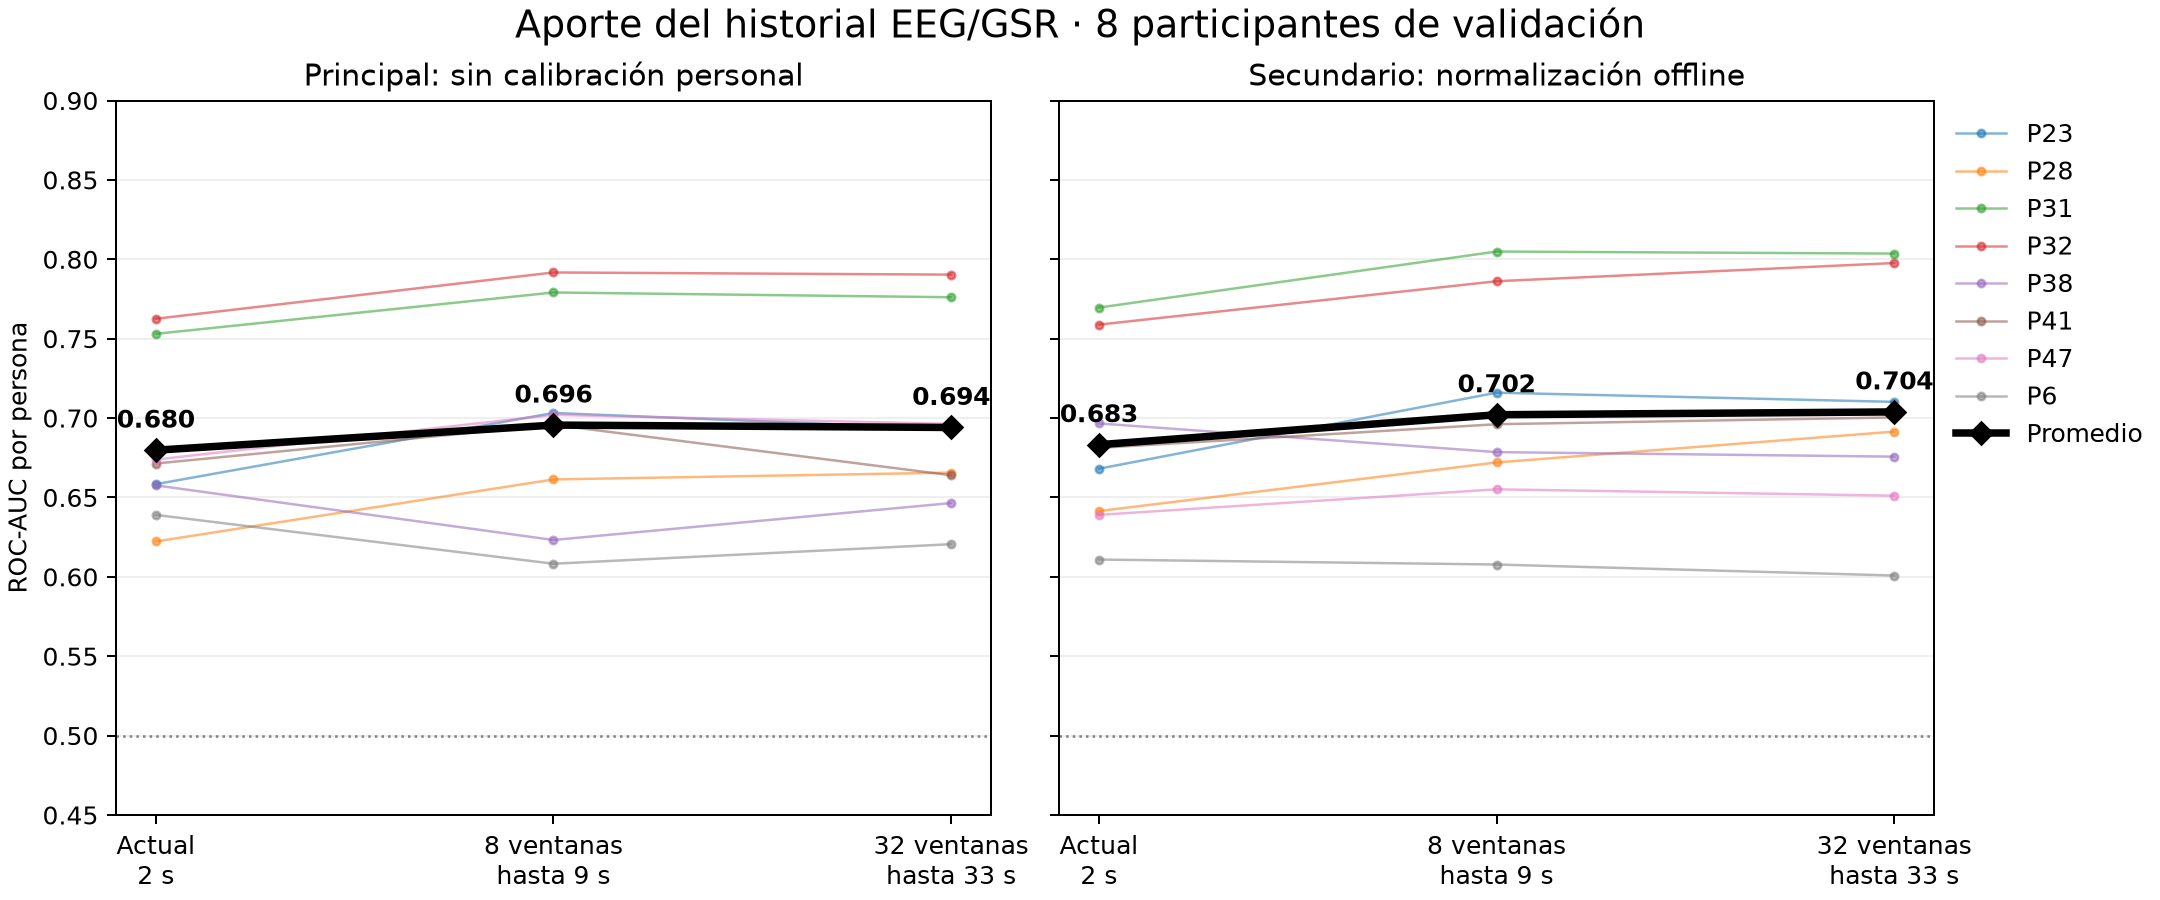 Aporte del historial EEG/GSR · 8 participantes de validación
Principal: sin calibración personal
ROC-AUC por persona
0.90
0.85
0.80
0.75
0.70
0.65
0.60
0.55
0.50
0.45
0.680
0.696
0.694
Actual
2 s
8 ventanas
hasta 9 s
32 ventanas
hasta 33 s
Secundario: normalización offline
0.683
0.702
0.704
Actual
2 s
8 ventanas
hasta 9 s
32 ventanas
hasta 33 s
P23
P28
P31
P32
P38
P41
P47
P6
Promedio